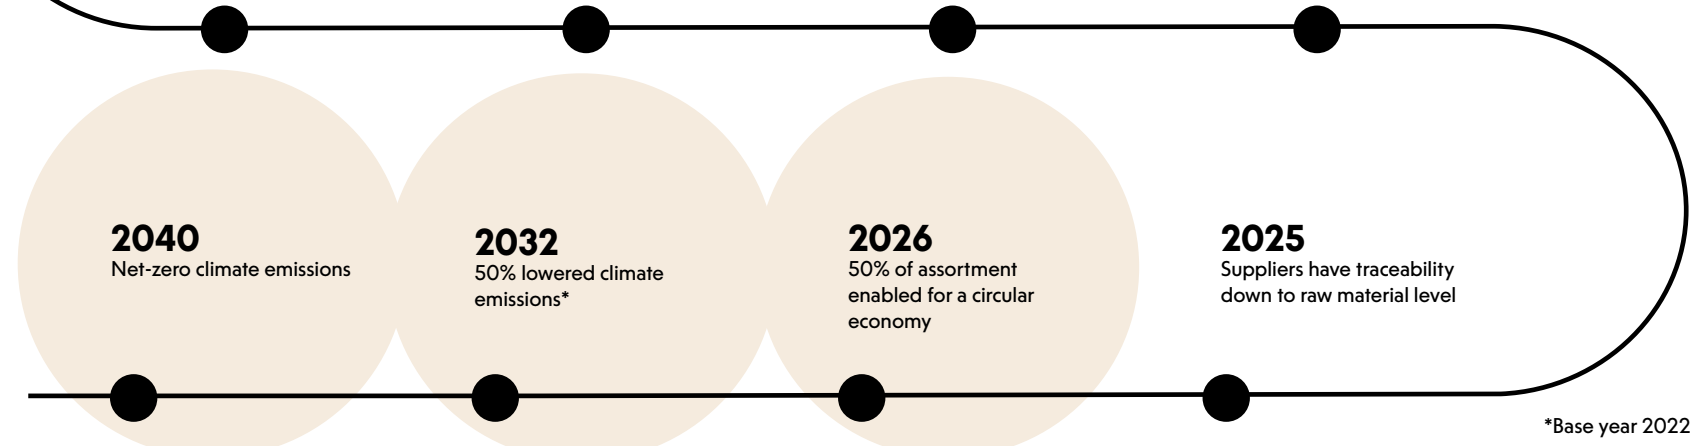 2040
Net-zero climate emissions
2032
50% lowered climate
emissions*
2026
50% of assortment
enabled for a circular
economy
2025
Suppliers have traceability
down to raw material level
*Base year 2022